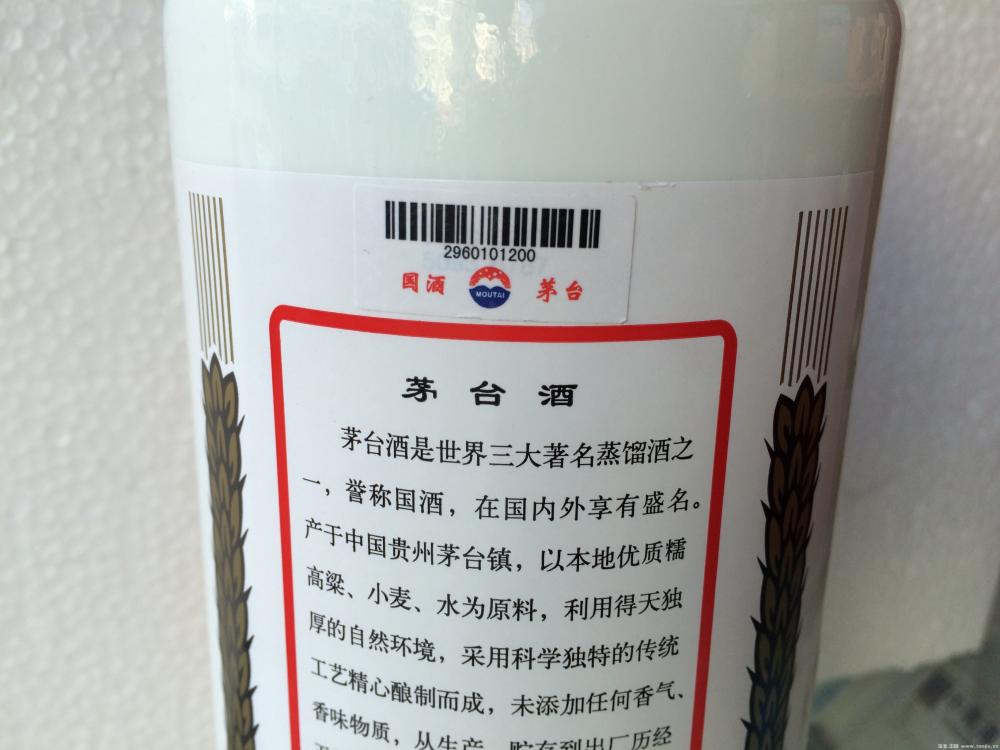 2960101200
国酒 MOUTAI 茅台
茅台酒
茅台酒是世界三大著名蒸馏酒之
一，誉称国酒，在国内外享有盛名。
产于中国贵州茅台镇，以本地优质糯
高粱、小麦、水为原料，利用得天独
厚的自然环境，采用科学独特的传统
工艺精心酿制而成，未添加任何香气、
香味物质，从生产、贮存到出厂历经